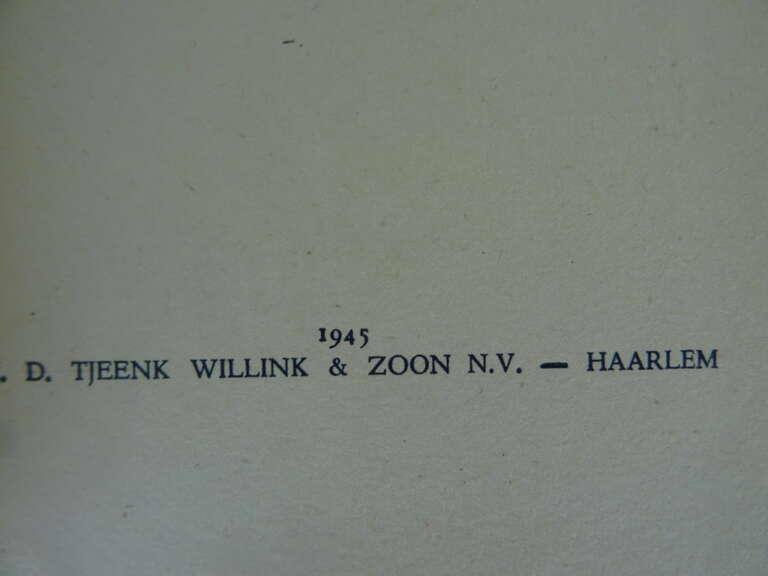 1945
. D. TJEENK WILLINK & ZOON N.V. — HAARLEM